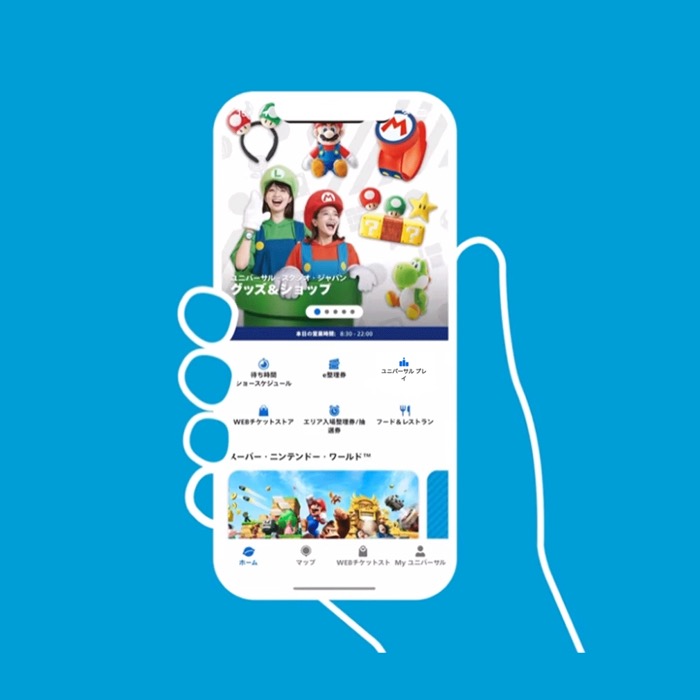 ユニバーサル・スタジオ・ジャパン
グッズ&ショップ
本日の営業時間: 8:30 - 22:00
待ち時間
ショースケジュール
e整理券
ユニバーサル プレ
イ
WEBチケットストア
エリア入場整理券/抽
選券
フード&レストラン
スーパー・ニンテンドー・ワールド™
ホーム
マップ
WEBチケットスト
My ユニバーサル